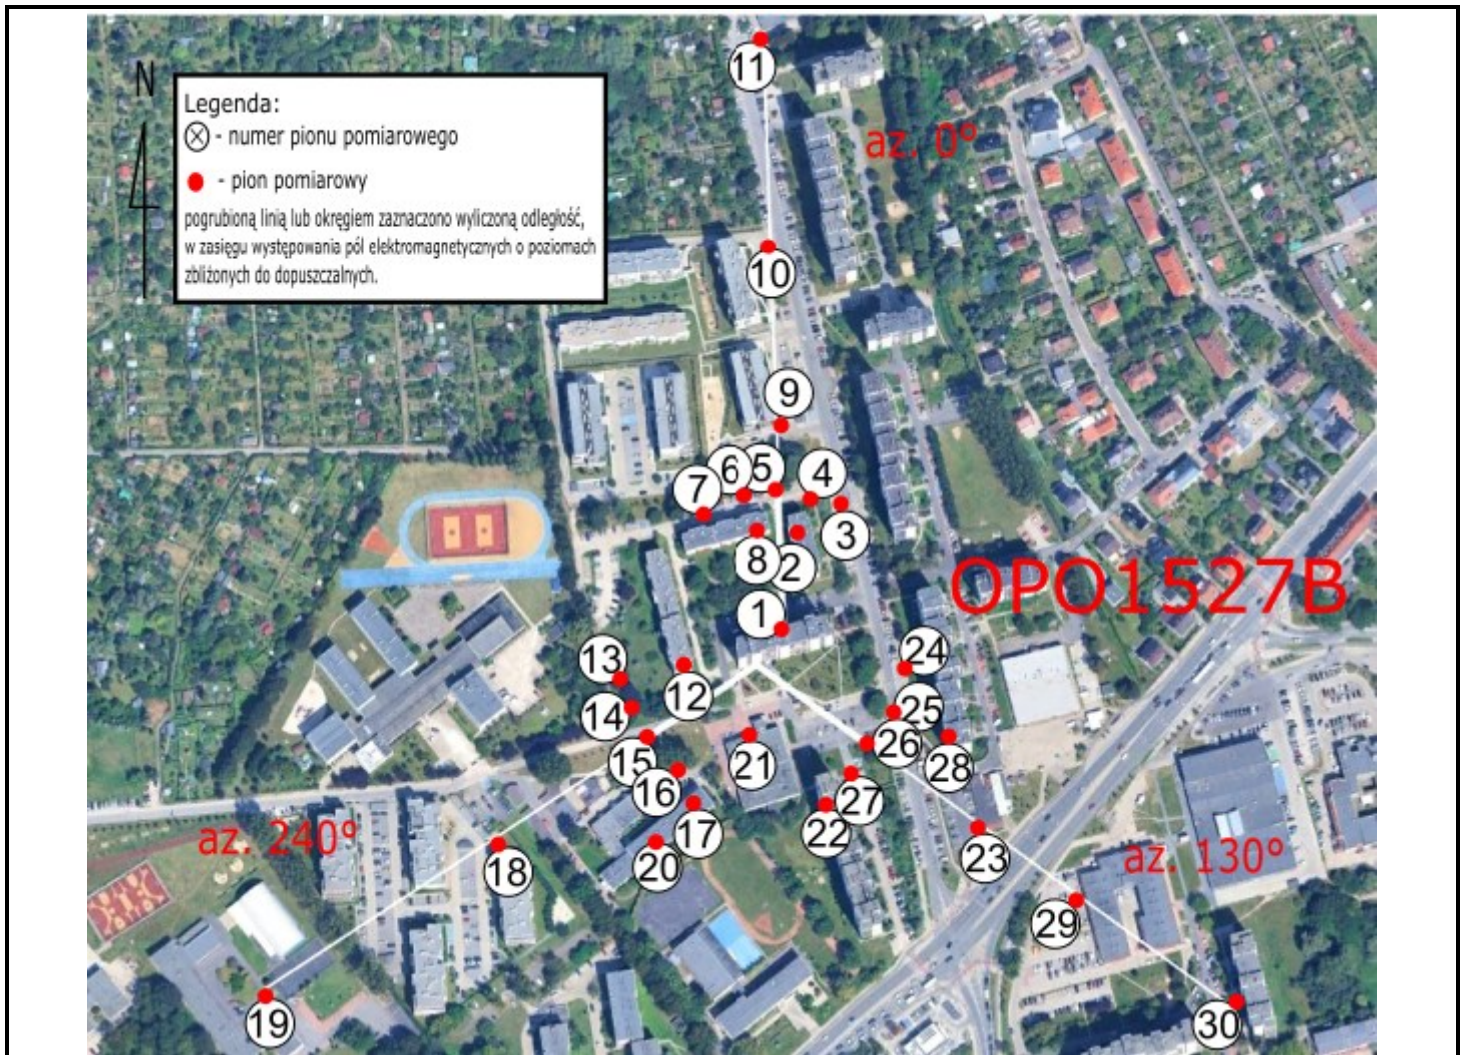 N
Legenda:
- numer pionu pomiarowego
- pion pomiarowy
pogrubioną linią lub okręgiem zaznaczono wyliczoną odległość,
w zasięgu występowania pól elektromagnetycznych o poziomach
zbliżonych do dopuszczalnych.
11
az. 0°
10
9
6
5
4
7
3
8
2
OPO1527B
1
24
13
12
14
25
15
21
26
28
16
17
27
22
az. 240°
18
20
23
az. 130°
29
19
30